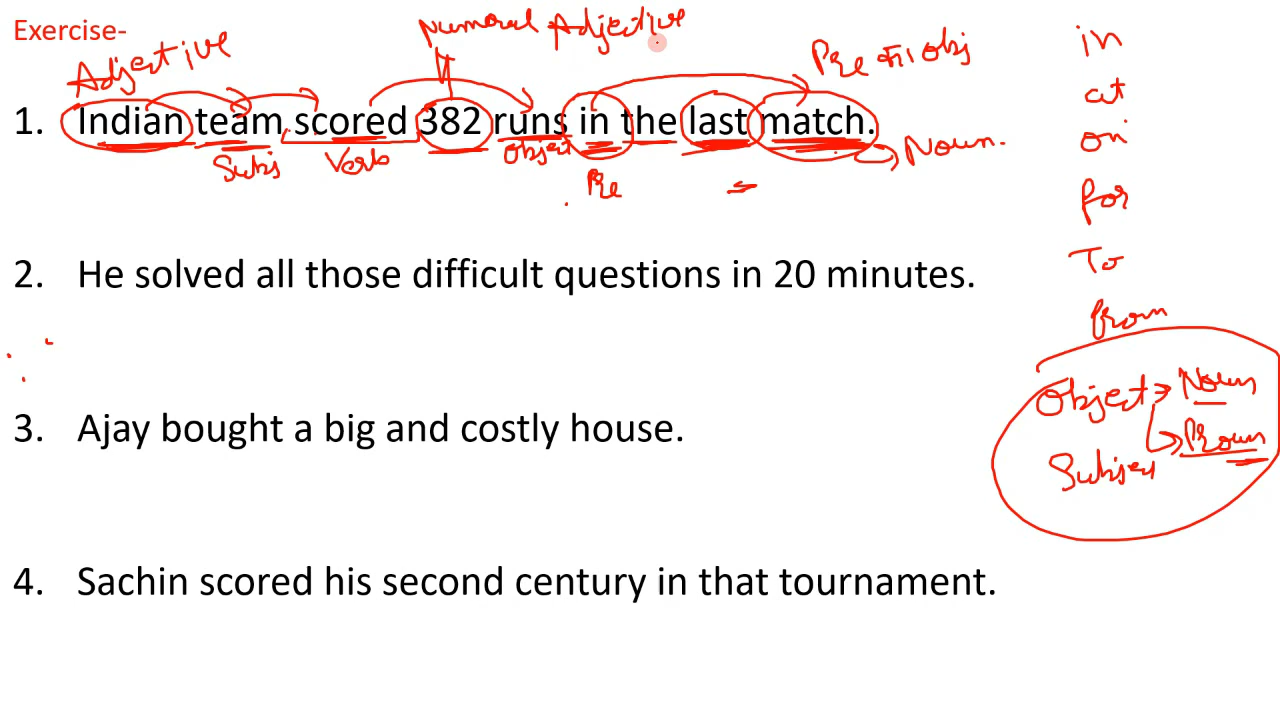 Exercise-
Numeral Adjective
Adjective
Pre का obj
in
at
on
for
To
from
1. Indian team scored 382 runs in the last match.
Subj Verb Object Pre Noun.
2. He solved all those difficult questions in 20 minutes.
Object Noun
Pronoun
Subject
3. Ajay bought a big and costly house.
4. Sachin scored his second century in that tournament.